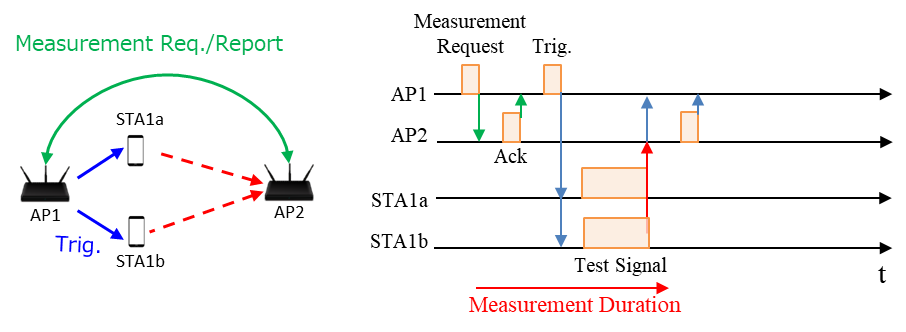 Measurement Req./Report
STA1a
AP1
AP2
Trig.
STA1b
Measurement
Request
Trig.
AP1
AP2
Ack
STA1a
STA1b
Test Signal
t
Measurement Duration